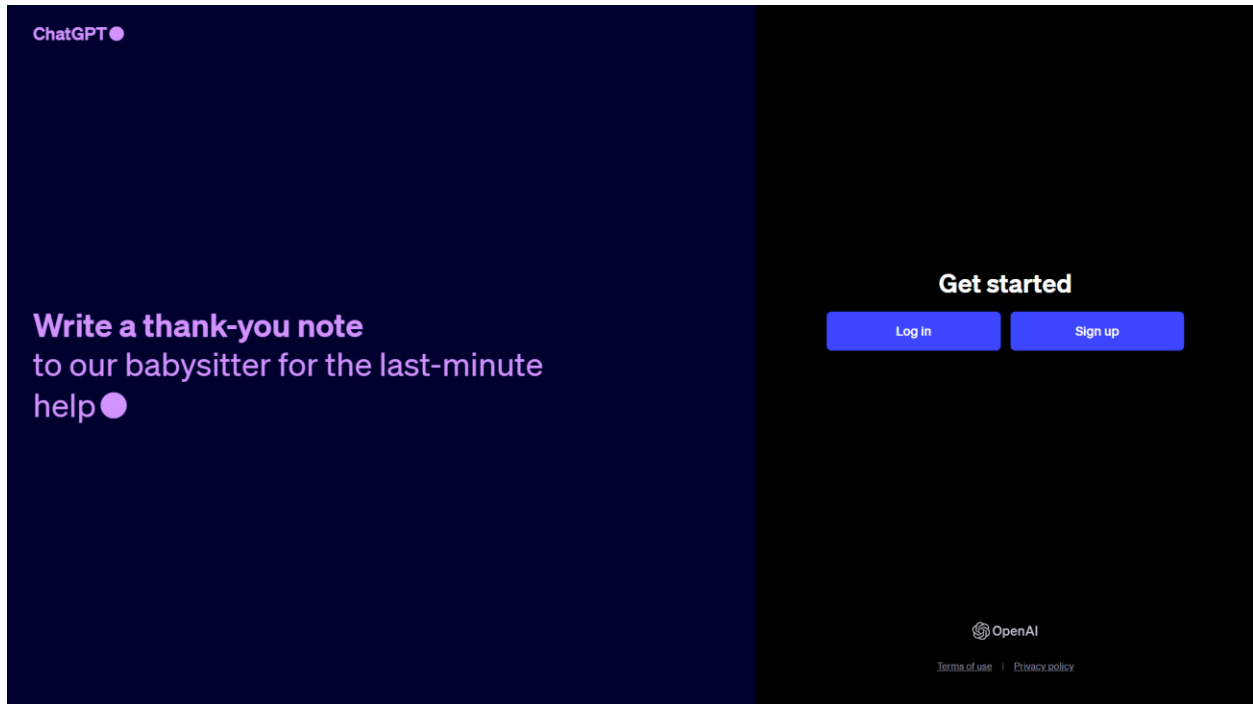 ChatGPT
Write a thank-you note
to our babysitter for the last-minute
help
Get started
Log in
Sign up
OpenAI
Terms of use | Privacy policy